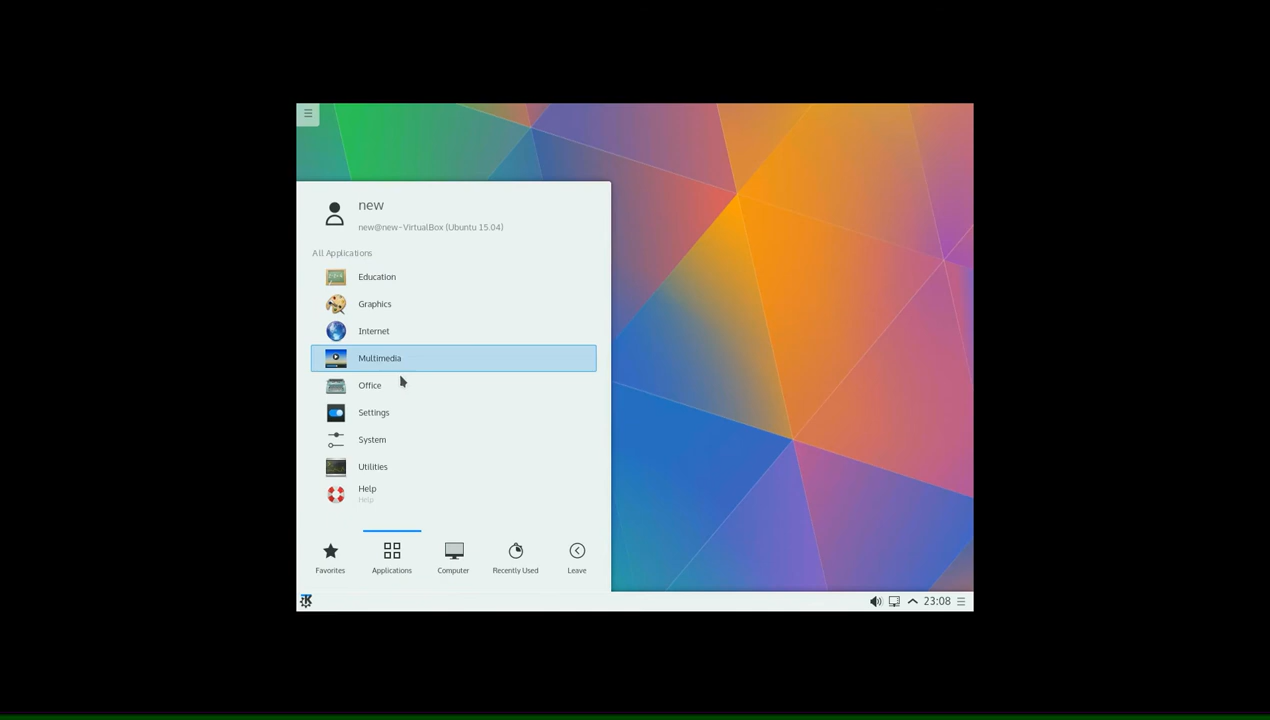 new
new@new-VirtualBox (Ubuntu 15.04)
All Applications
Education
Graphics
Internet
Multimedia
Office
Settings
System
Utilities
Help
Help
Favorites
Applications
Computer
Recently Used
Leave
23:08